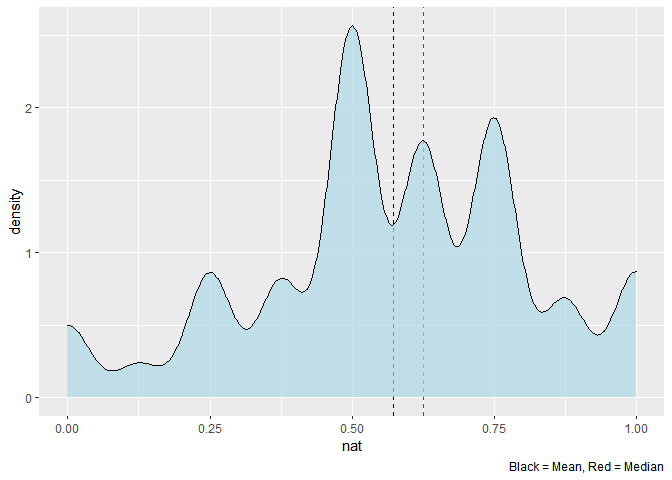 density
2
1
0
0.00 0.25 0.50 0.75 1.00
nat
Black = Mean, Red = Median